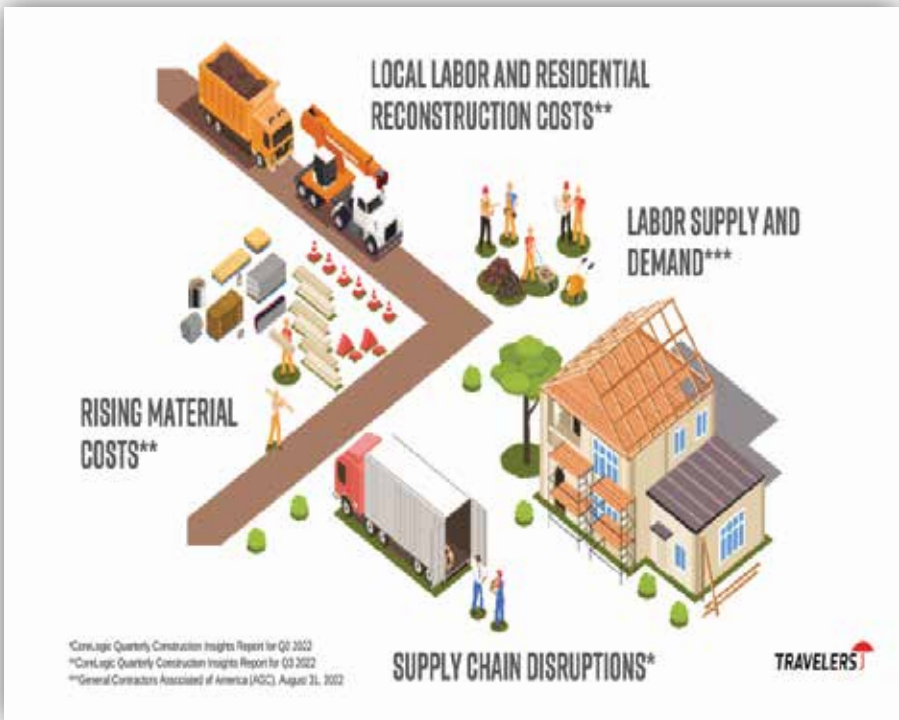 LOCAL LABOR AND RESIDENTIAL
RECONSTRUCTION COSTS**
LABOR SUPPLY AND
DEMAND***
RISING MATERIAL
COSTS**
SUPPLY CHAIN DISRUPTIONS*
*CoreLogic Quarterly Construction Insights Report for Q2 2022
**CoreLogic Quarterly Construction Insights Report for Q3 2022
***General Contractors Associated of America (AGC), August 31, 2022
TRAVELERS